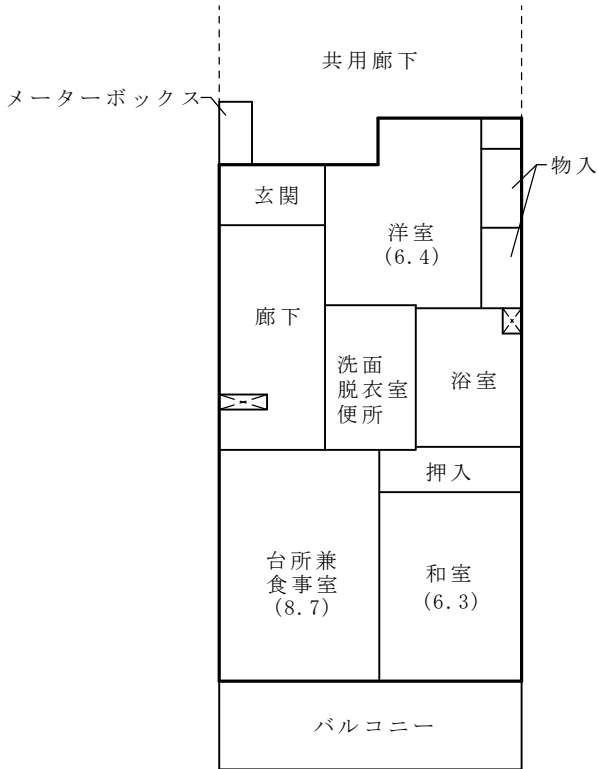 共用廊下
メーターボックス
物入
玄関
洋室
(6.4)
廊下
洗面
脱衣室
便所
浴室
押入
台所兼
食事室
(8.7)
和室
(6.3)
バルコニー